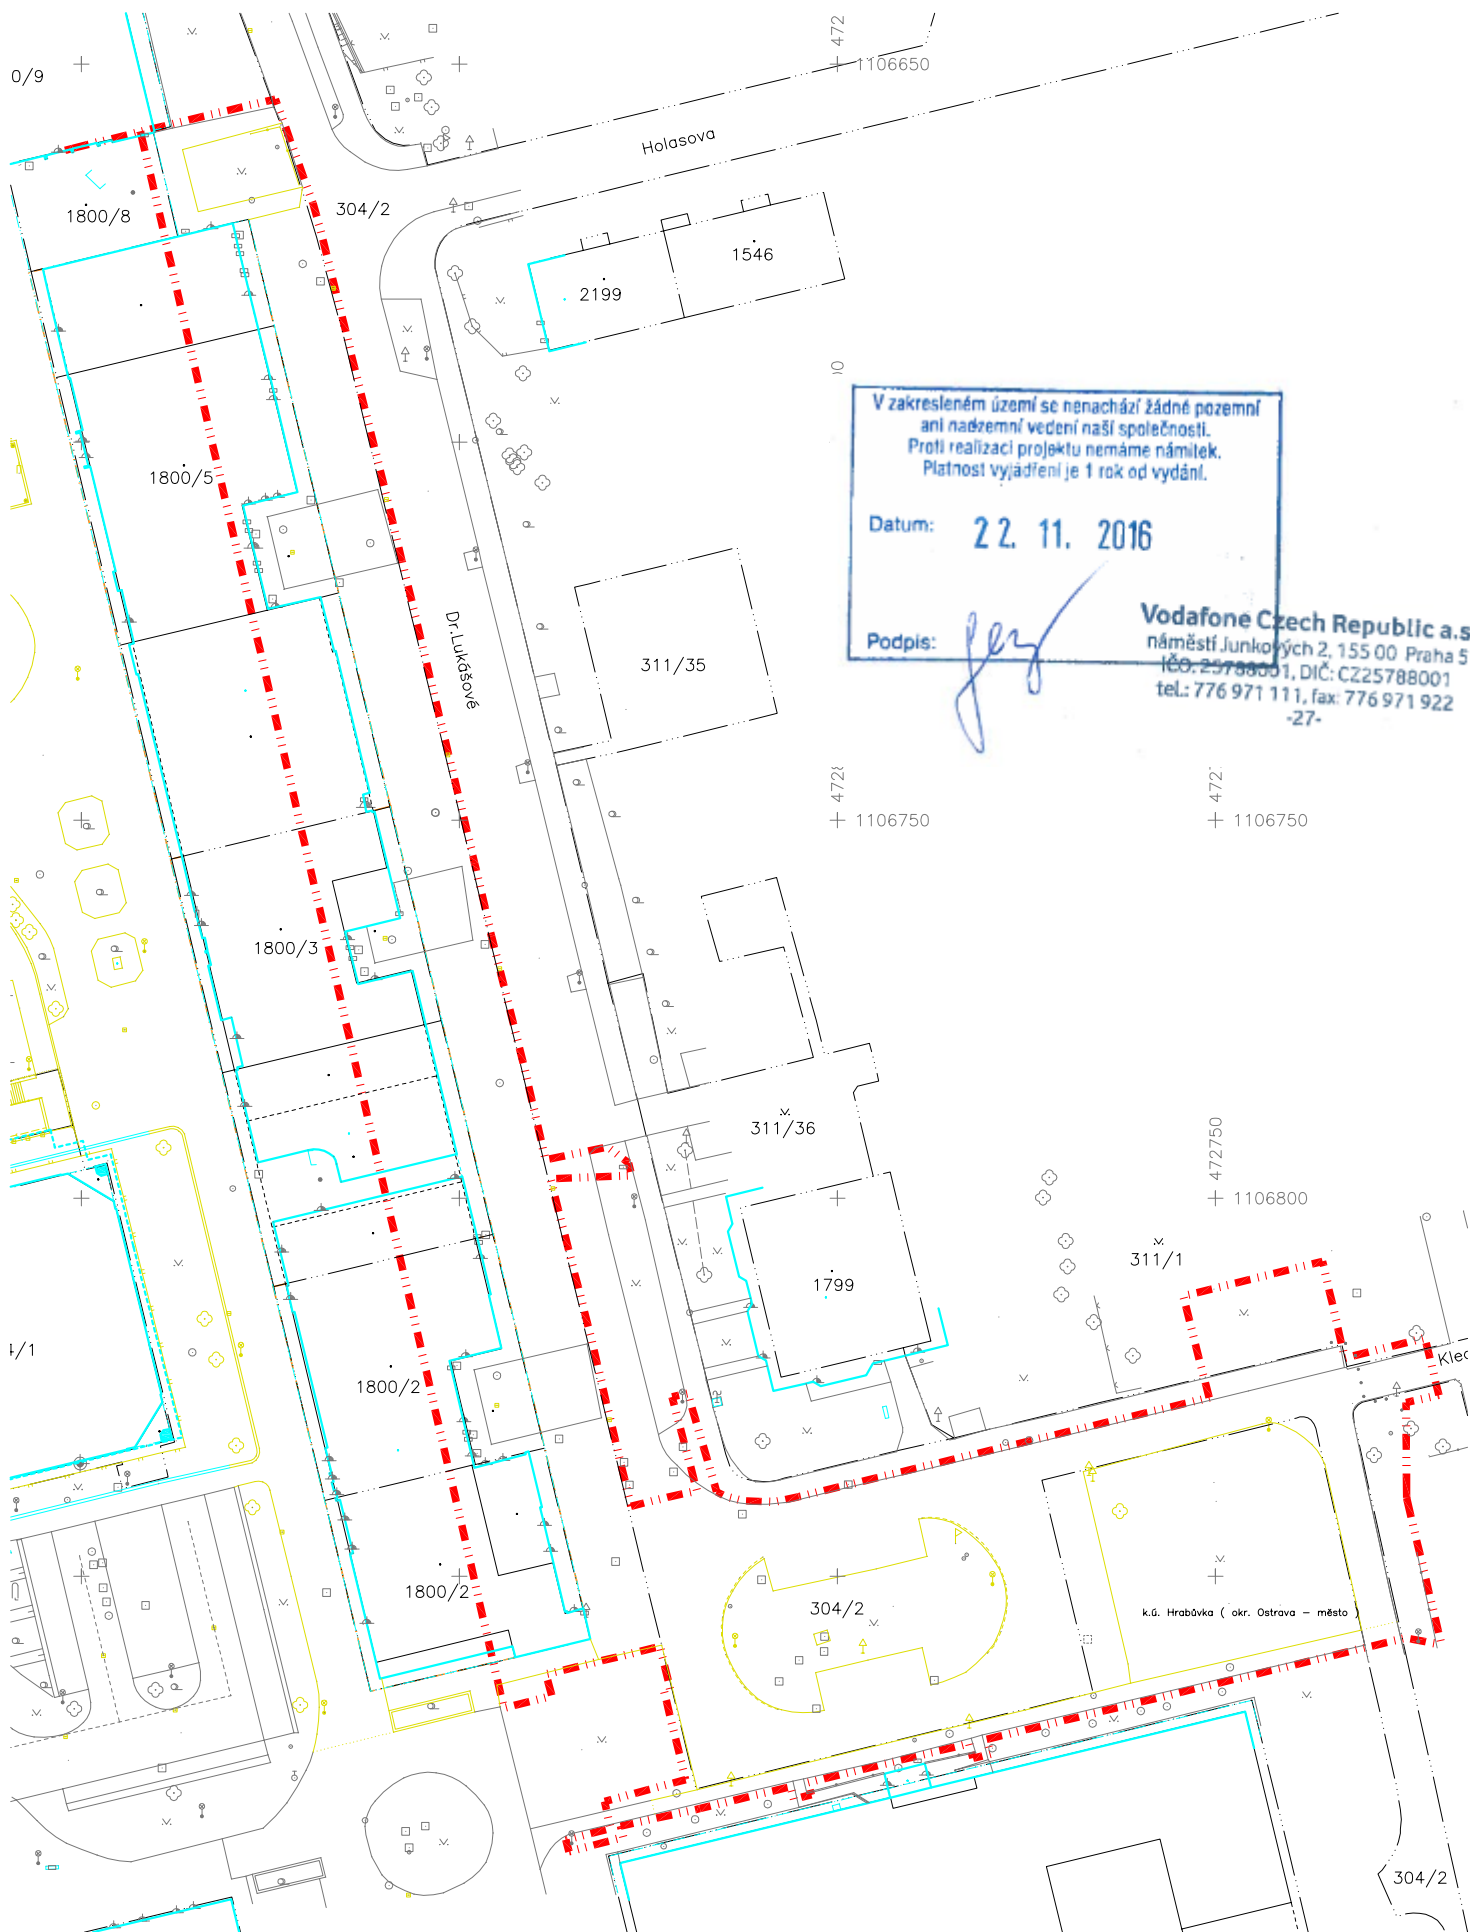 472
1106650
0/9
Holasova
1800/8
304/2
1546
2199
V zakresleném území se nenachází žádné pozemní
ani nadzemní vedení naší společnosti.
Proti realizaci projektu nemáme námitek.
Platnost vyjádření je 1 rok od vydání.
1800/5
Datum: 22. 11. 2016
Dr.Lukášové
311/35
Podpis:
Vodafone Czech Republic a.s
náměstí Junkových 2, 155 00 Praha 5
IČO: 25788001, DIČ: CZ25788001
tel.: 776 971 111, fax: 776 971 922
-27-
1106750
1106750
1800/3
311/36
472750
1106800
311/1
1799
4/1
1800/2
1800/2
304/2
k.ú. Hrabůvka ( okr. Ostrava - město )
304/2